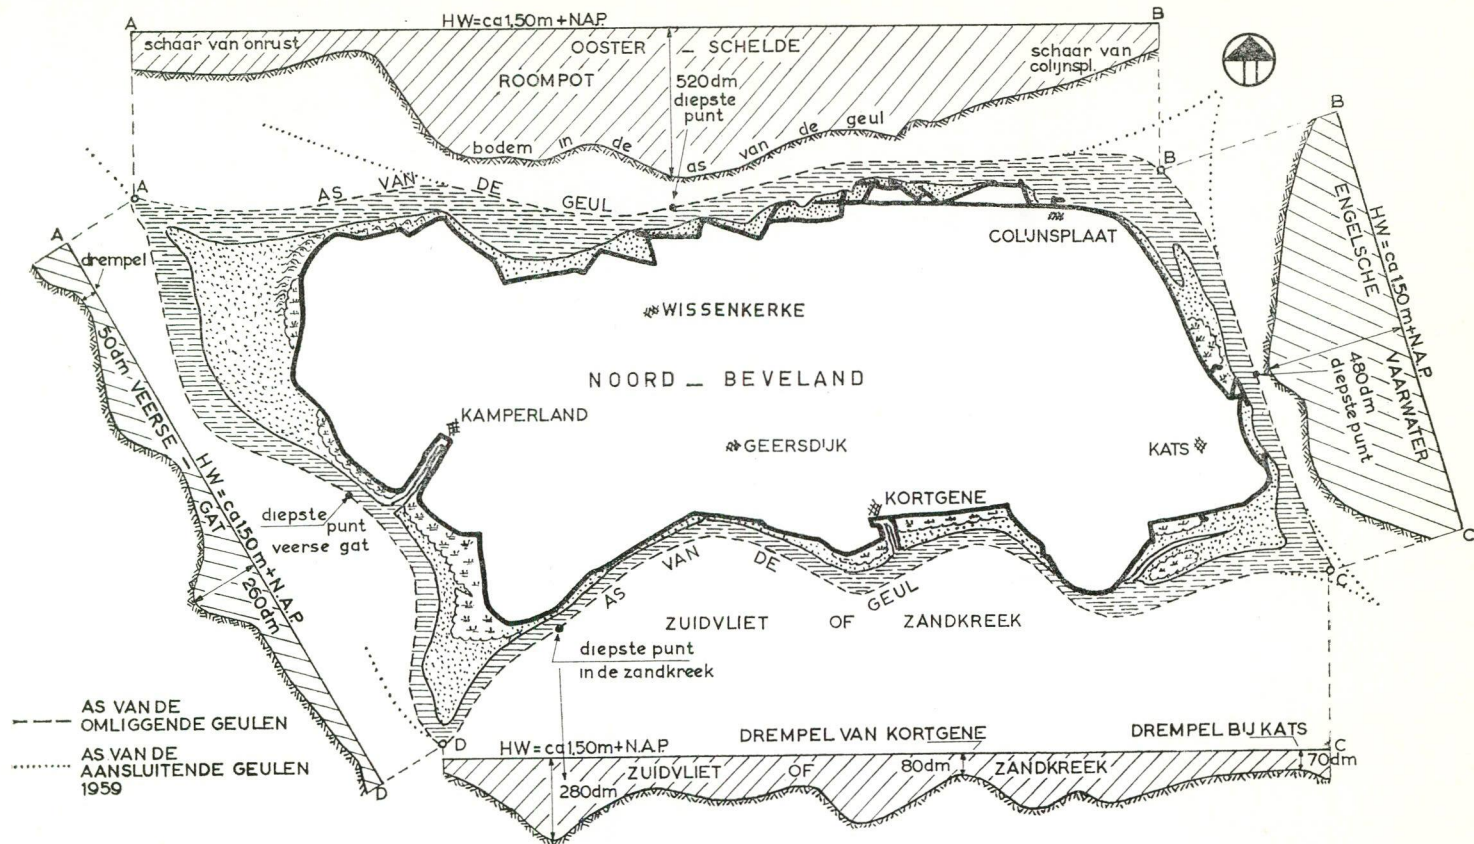 A
HW=ca1,50m+N.A.P.
B
schaar van onrust
OOSTER _ SCHELDE
schaar van
colijnspl.
ROOMPOT
520dm
diepste
punt
bodem in de as van de geul
B
A
AS VAN DE GEUL
B
A
drempel
COLIJNSPLAAT
ENGELSCHE
VAARWATER
HW=ca1,50m+N.A.P.
480dm
diepste punt
C
WISSENKERKE
NOORD _ BEVELAND
50dm
VEERSE _ GAT
HW=ca1,50m+N.A.P.
260dm
KAMPERLAND
GEERSDIJK
KATS
KORTGENE
diepste
punt
veerse gat
AS VAN DE GEUL
C
ZUIDVLIET OF ZANDKREEK
diepste punt
in de zandkreek
AS VAN DE
OMLIGGENDE GEULEN
AS VAN DE
AANSLUITENDE GEULEN
1959
D
D
HW=ca1,50m+N.A.P.
DREMPEL VAN KORTGENE
DREMPEL BIJ KATS
C
ZUIDVLIET OF ZANDKREEK
280dm
80dm
70dm